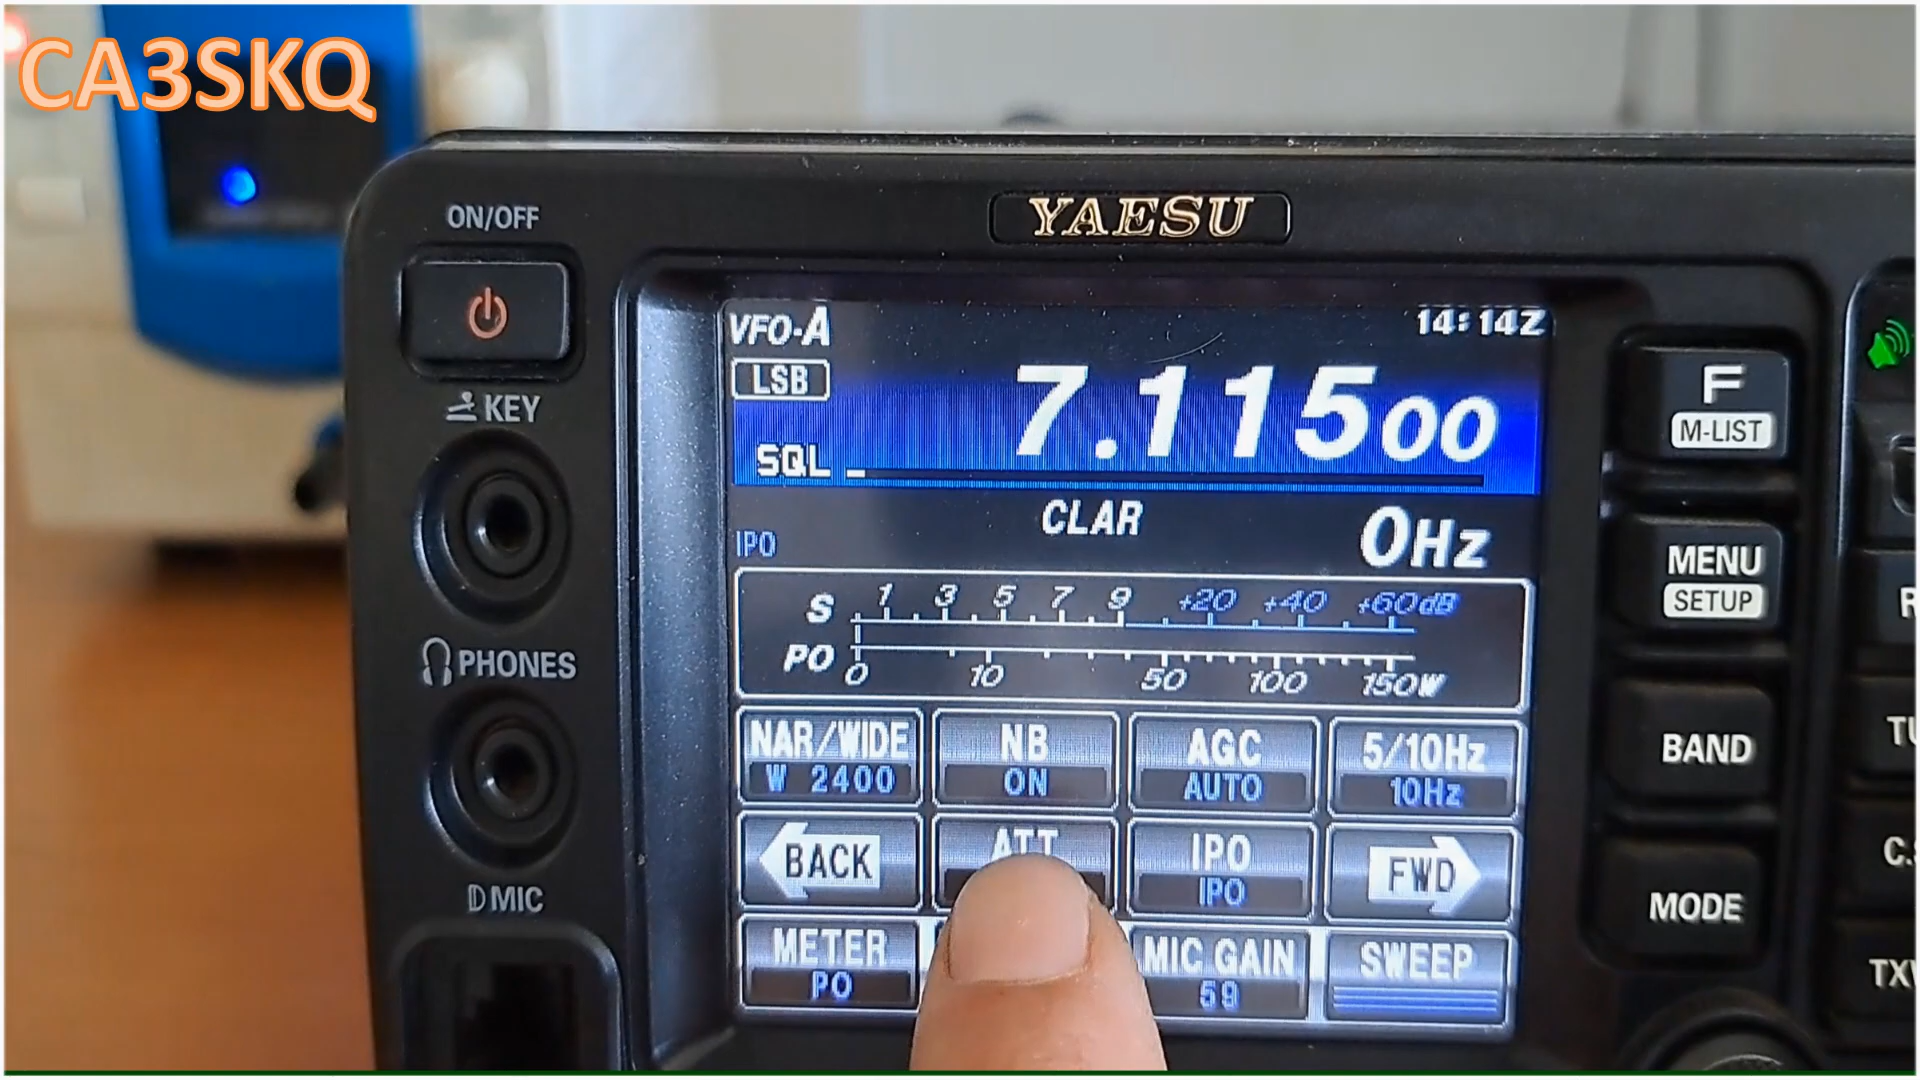 CA3SKQ
ON/OFF
YAESU
VFO-A
14:14Z
LSB
7.11500
SQL
CLAR
0Hz
IPO
S 1 3 5 7 9 +20 +40 +60dB
PO 0 10 50 100 150W
NAR/WIDE
W 2400
NB
ON
AGC
AUTO
5/10Hz
10Hz
BACK
ATT
IPO
IPO
FWD
METER
PO
MIC GAIN
59
SWEEP
KEY
PHONES
MIC
F
M-LIST
MENU
SETUP
BAND
MODE